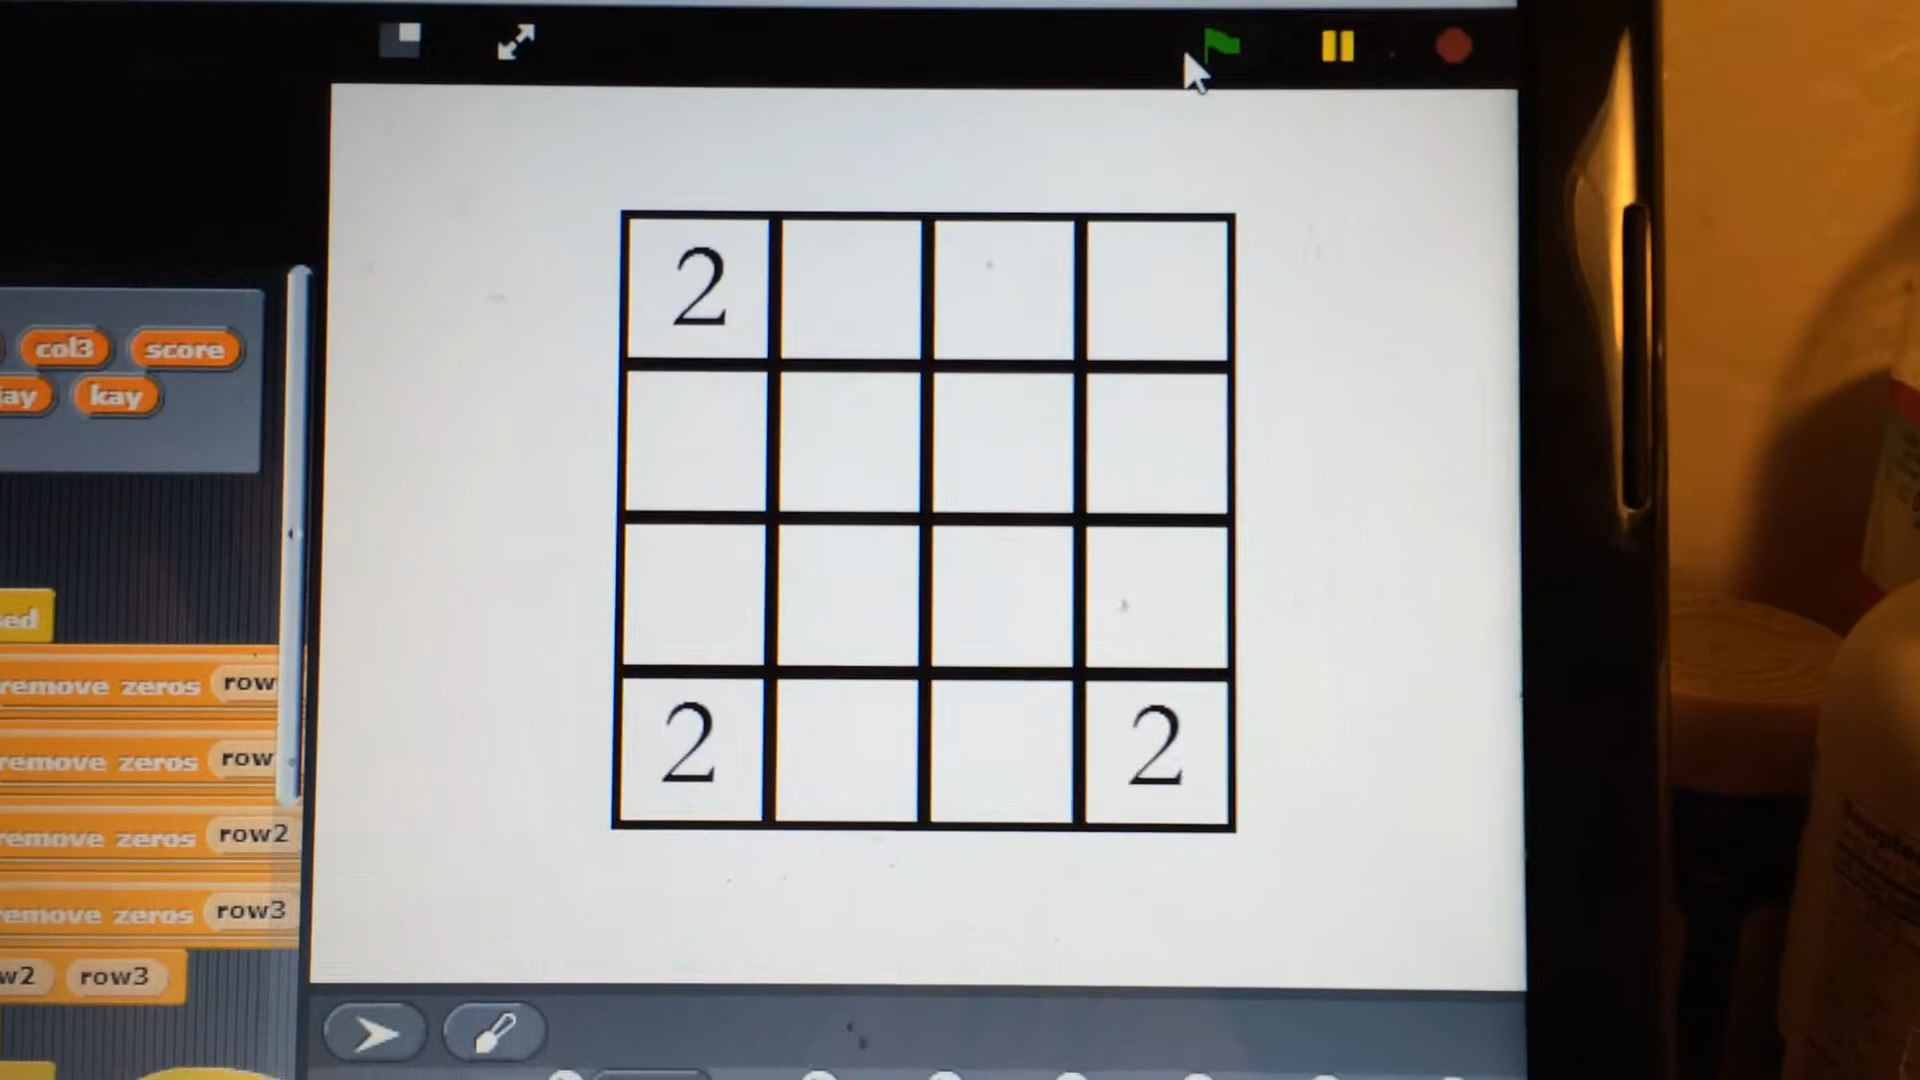 2
col3 score
kay
2 2
remove zeros row
remove zeros row
remove zeros row2
remove zeros row3
row3